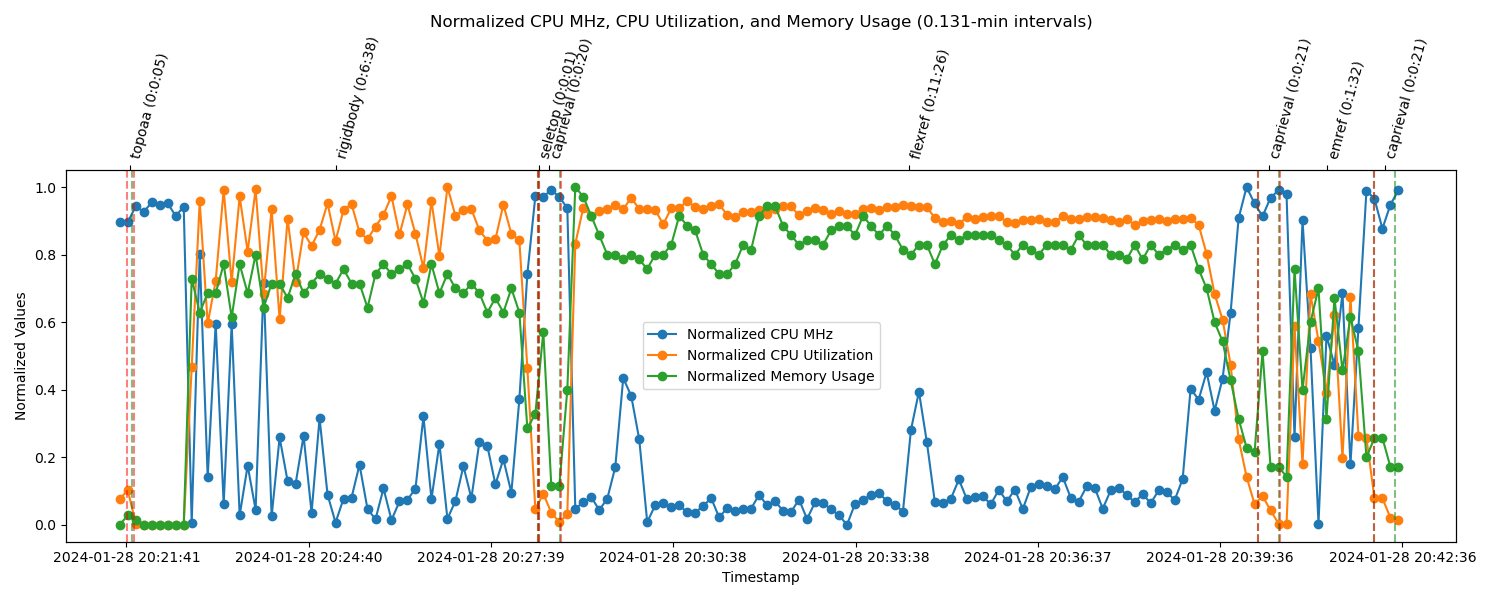 Normalized CPU MHz, CPU Utilization, and Memory Usage (0.131-min intervals)
topoaa (0:0:05)
rigidbody (0:6:38)
seletop (0:0:01)
caprieval (0:0:20)
flexref (0:11:26)
caprieval (0:0:21)
emref (0:1:32)
caprieval (0:0:21)
Normalized Values
1.0
0.8
0.6
0.4
0.2
0.0
Normalized CPU MHz
Normalized CPU Utilization
Normalized Memory Usage
2024-01-28 20:21:41
2024-01-28 20:24:40
2024-01-28 20:27:39
2024-01-28 20:30:38
2024-01-28 20:33:38
2024-01-28 20:36:37
2024-01-28 20:39:36
2024-01-28 20:42:36
Timestamp